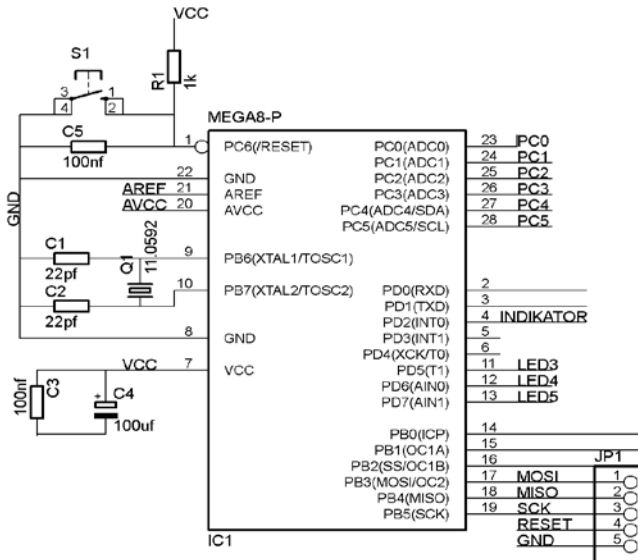 VCC
S1
3 1
4 2
R1
1k
MEGA8-P
C5
100nf
1 PC6(/RESET)
22 GND
AREF 21 AREF
AVCC 20 AVCC
GND
C1
22pf
9 PB6(XTAL1/TOSC1)
Q1
11.0592
C2
22pf
10 PB7(XTAL2/TOSC2)
8 GND
VCC 7 VCC
100nf
C3
+
C4
100uf
PC0(ADC0) 23 PC0
PC1(ADC1) 24 PC1
PC2(ADC2) 25 PC2
PC3(ADC3) 26 PC3
PC4(ADC4/SDA) 27 PC4
PC5(ADC5/SCL) 28 PC5
PD0(RXD) 2
PD1(TXD) 3
PD2(INT0) 4 INDIKATOR
PD3(INT1) 5
PD4(XCK/T0) 6
PD5(T1) 11 LED3
PD6(AIN0) 12 LED4
PD7(AIN1) 13 LED5
PB0(ICP) 14
PB1(OC1A) 15
PB2(SS/OC1B) 16
PB3(MOSI/OC2) 17 MOSI 1
PB4(MISO) 18 MISO 2
PB5(SCK) 19 SCK 3
RESET 4
GND 5
JP1
IC1